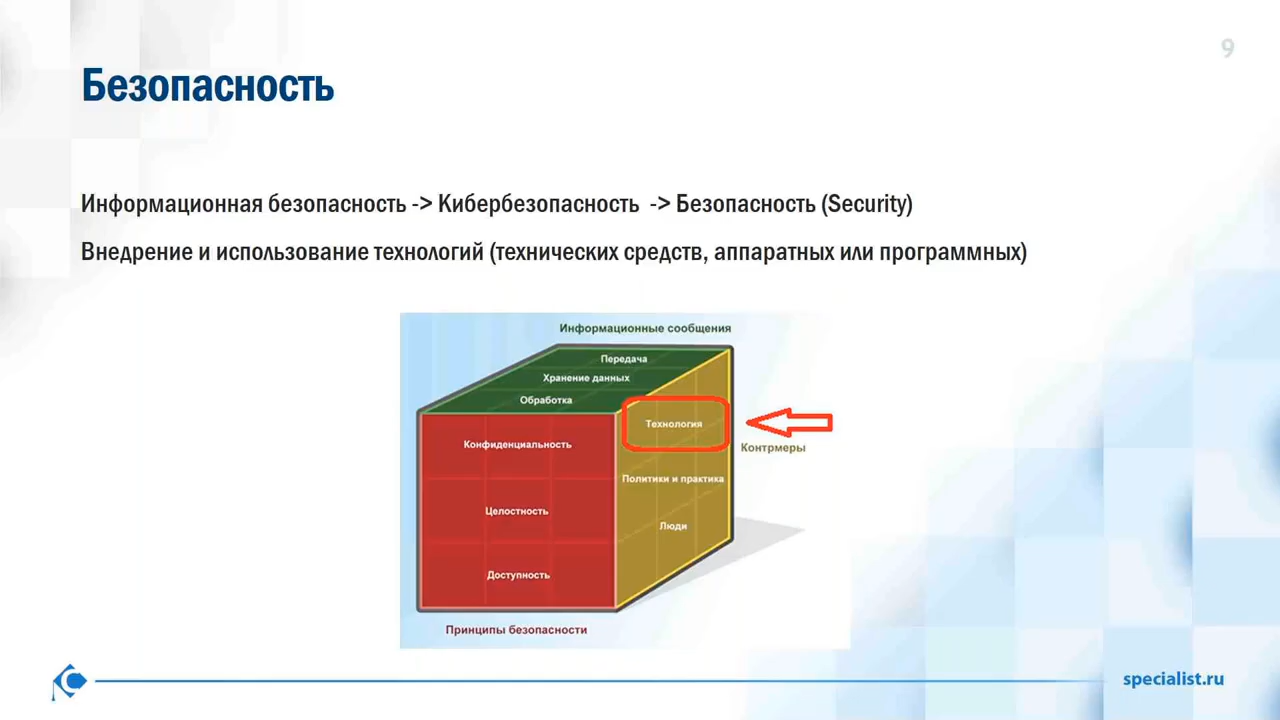 9
Безопасность
Информационная безопасность -> Кибербезопасность -> Безопасность (Security)
Внедрение и использование технологий (технических средств, аппаратных или программных)
Информационные сообщения
Передача
Хранение данных
Обработка
Технология
Конфиденциальность
Контрмеры
Политики и практика
Целостность
Люди
Доступность
Принципы безопасности
specialist.ru